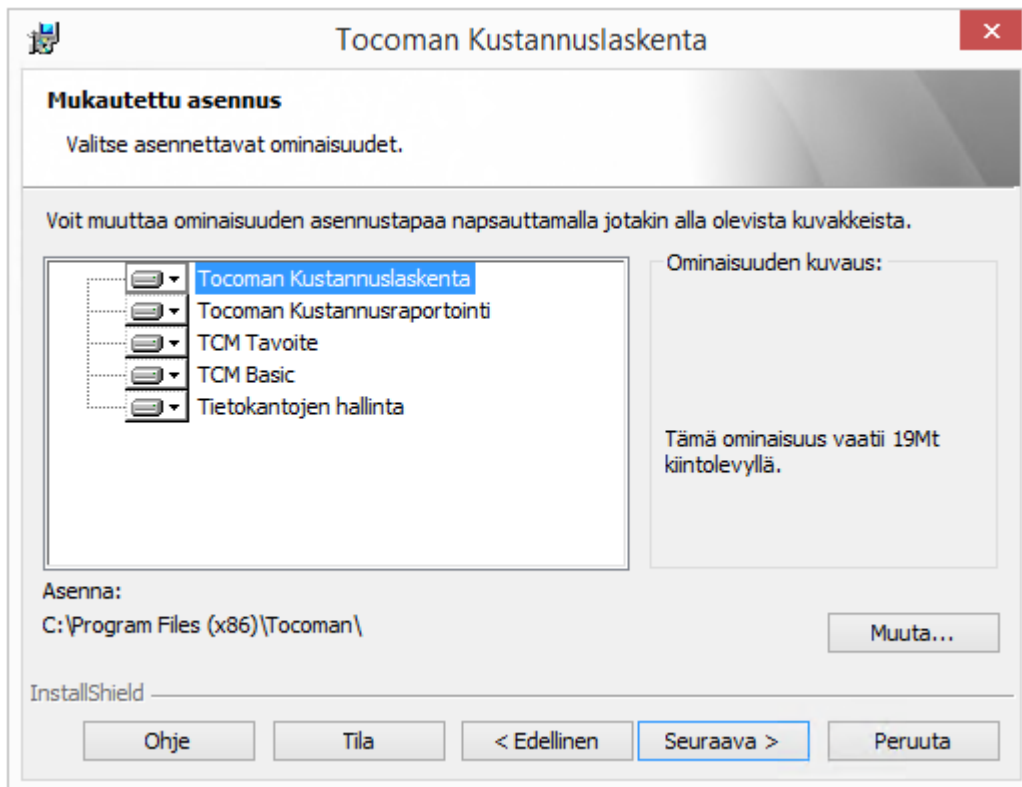 Tocoman Kustannuslaskenta
Mukautettu asennus
Valitse asennettavat ominaisuudet.
Voit muuttaa ominaisuuden asennustapaa napsauttamalla jotakin alla olevista kuvakkeista.
Tocoman Kustannuslaskenta
Tocoman Kustannusraportointi
TCM Tavoite
TCM Basic
Tietokantojen hallinta
Ominaisuuden kuvaus:
Tämä ominaisuus vaatii 19Mt
kiintolevyllä.
Asenna:
C:\Program Files (x86)\Tocoman\
Muuta...
InstallShield
Ohje
Tila
< Edellinen
Seuraava >
Peruuta